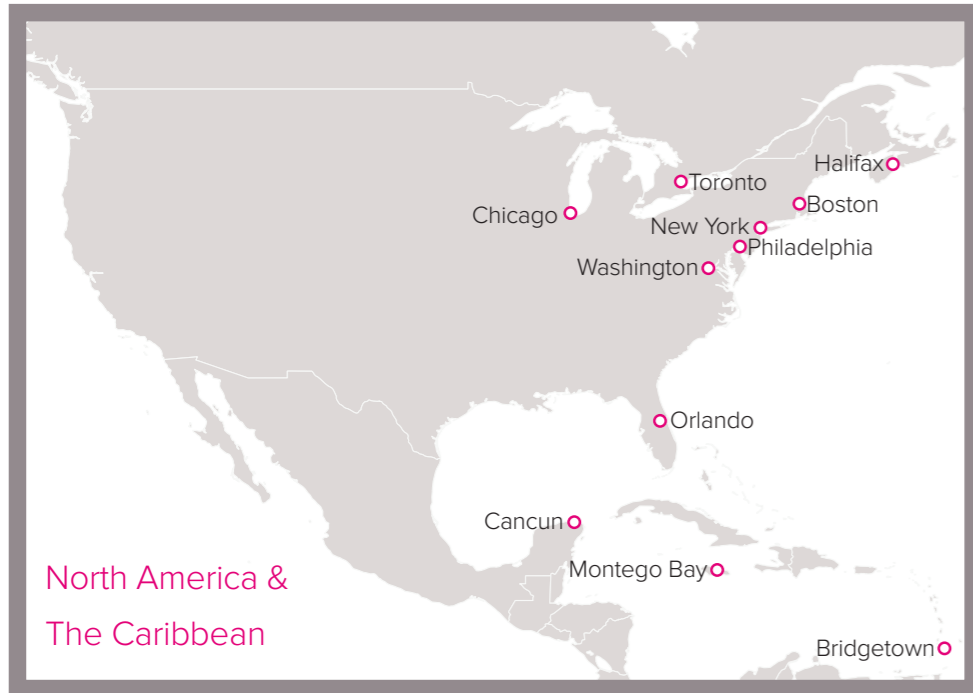 Halifax
Toronto
Boston
Chicago
New York
Philadelphia
Washington
Orlando
Cancun
Montego Bay
North America &
The Caribbean
Bridgetown